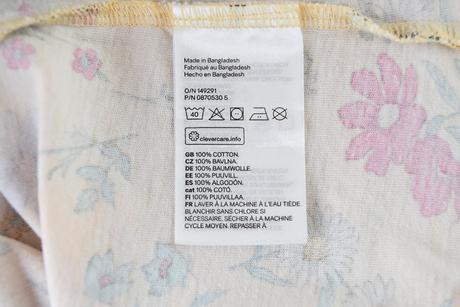 Made in Bangladesh
Fabriqué au Bangladesh
Hecho en Bangladesh
O/N 149291
P/N 0870530 5
40
clevercare.info
GB 100% COTTON.
CZ 100% BAVLNA.
DE 100% BAUMWOLLE.
EE 100% PUUVILL.
ES 100% ALGODÓN.
cat 100% COTÓ.
FI 100% PUUVILLAA.
FR LAVER À LA MACHINE À L'EAU TIÈDE.
BLANCHIR SANS CHLORE SI
NÉCESSAIRE. SÉCHER À LA MACHINE
CYCLE MOYEN. REPASSER À